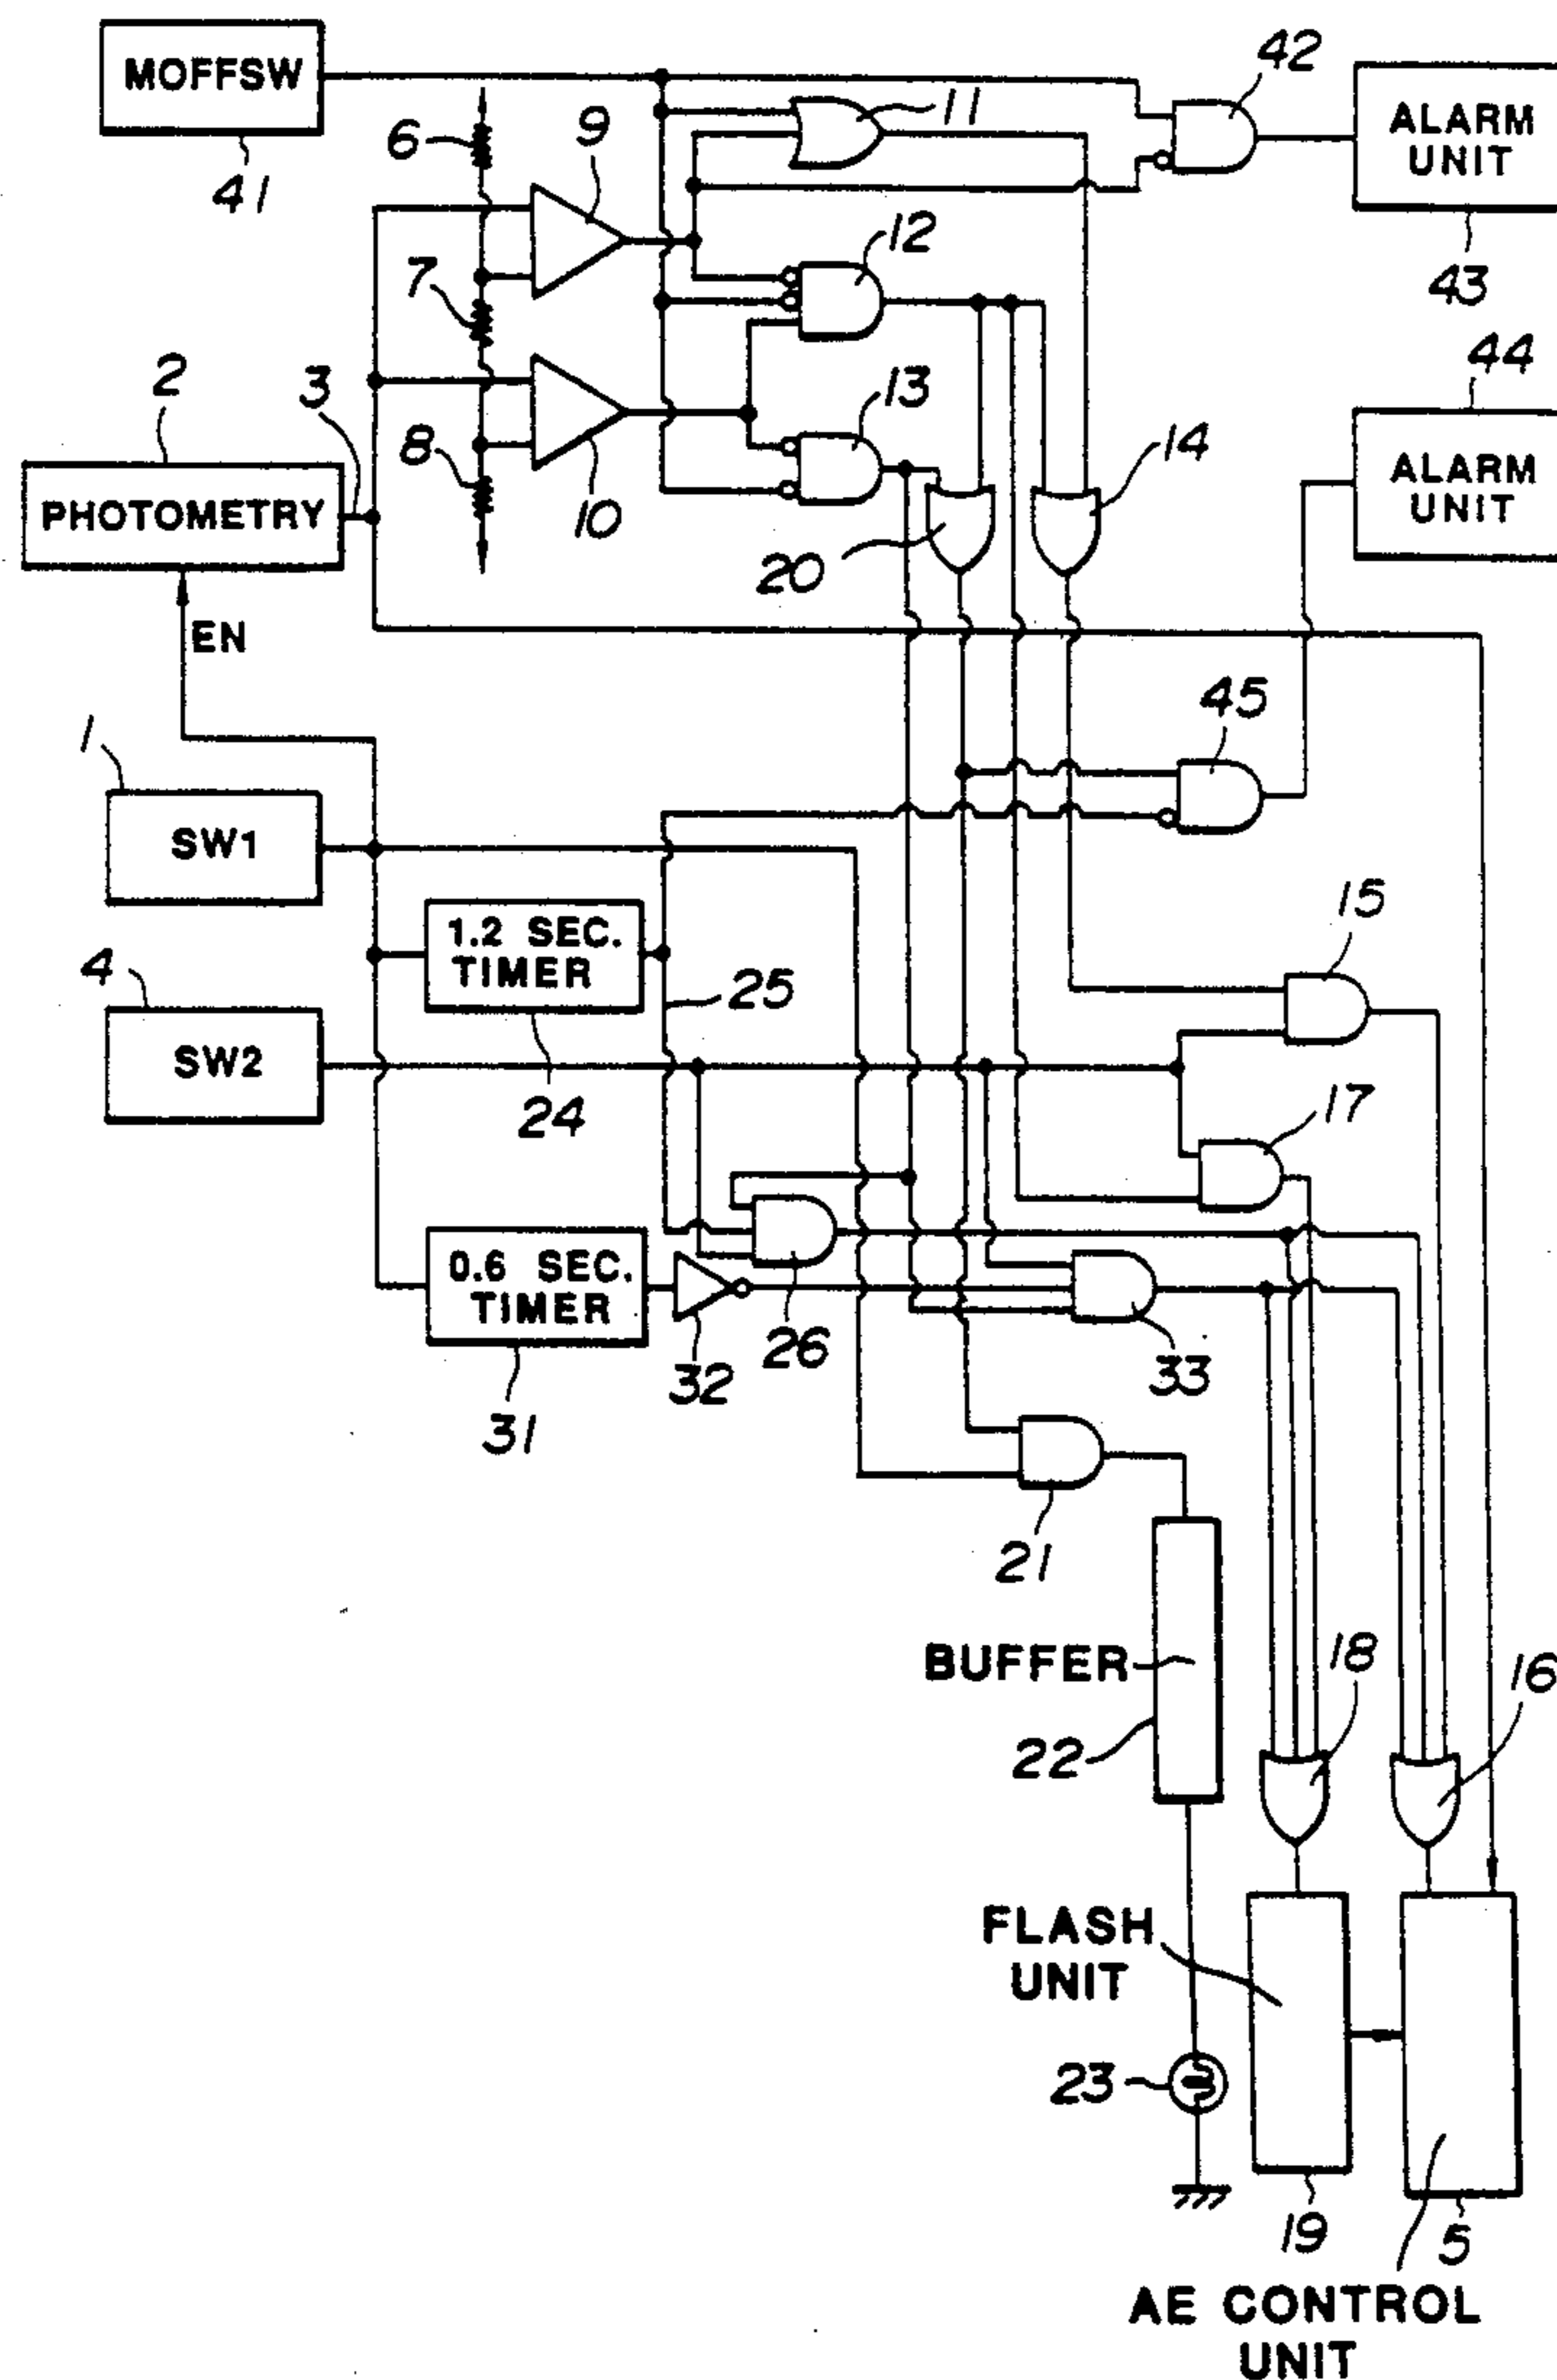 MOFFSW
41
6
9
11
42
ALARM
UNIT
43
7
12
2
3
13
44
8
14
PHOTOMETRY
10
20
ALARM
UNIT
EN
1
45
SW1
4
1.2 SEC.
TIMER
25
15
SW2
24
17
0.6 SEC.
TIMER
32
26
33
31
21
BUFFER
18
16
22
FLASH
UNIT
23
19
5
AE CONTROL
UNIT